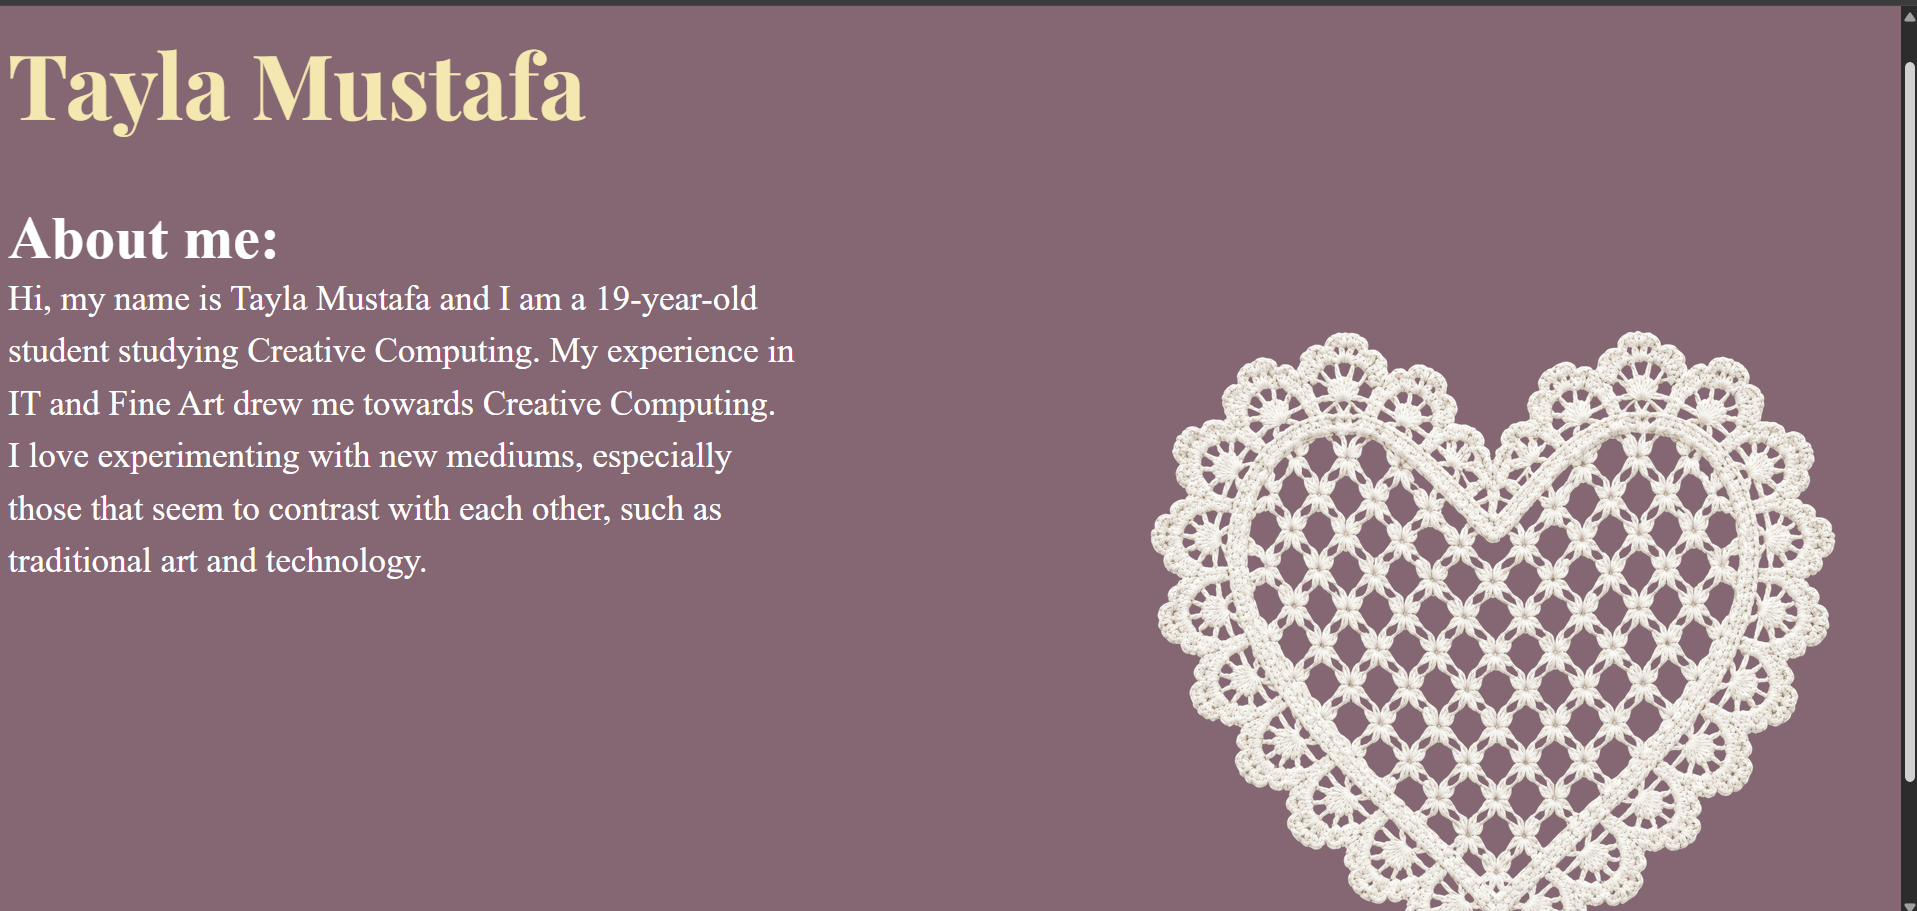 Tayla Mustafa
About me:
Hi, my name is Tayla Mustafa and I am a 19-year-old
student studying Creative Computing. My experience in
IT and Fine Art drew me towards Creative Computing.
I love experimenting with new mediums, especially
those that seem to contrast with each other, such as
traditional art and technology.